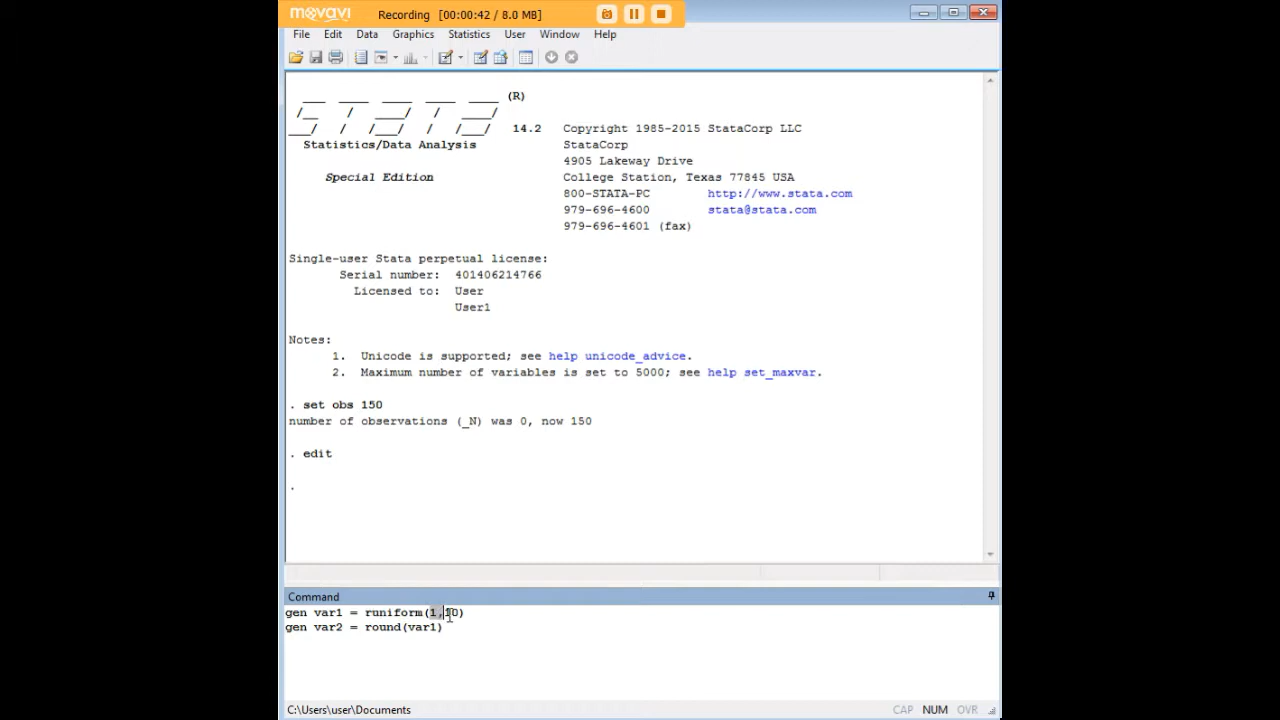 movavi Recording [00:00:42 / 8.0 MB]
File Edit Data Graphics Statistics User Window Help
(R)
STATA 14.2 Copyright 1985-2015 StataCorp LLC
Statistics/Data Analysis StataCorp
4905 Lakeway Drive
Special Edition College Station, Texas 77845 USA
800-STATA-PC http://www.stata.com
979-696-4600 stata@stata.com
979-696-4601 (fax)
Single-user Stata perpetual license:
Serial number: 401406214766
Licensed to: User
User1
Notes:
1. Unicode is supported; see help unicode_advice.
2. Maximum number of variables is set to 5000; see help set_maxvar.
. set obs 150
number of observations (_N) was 0, now 150
. edit
.
Command
gen var1 = runiform(1,10)
gen var2 = round(var1)
C:\Users\user\Documents CAP NUM OVR